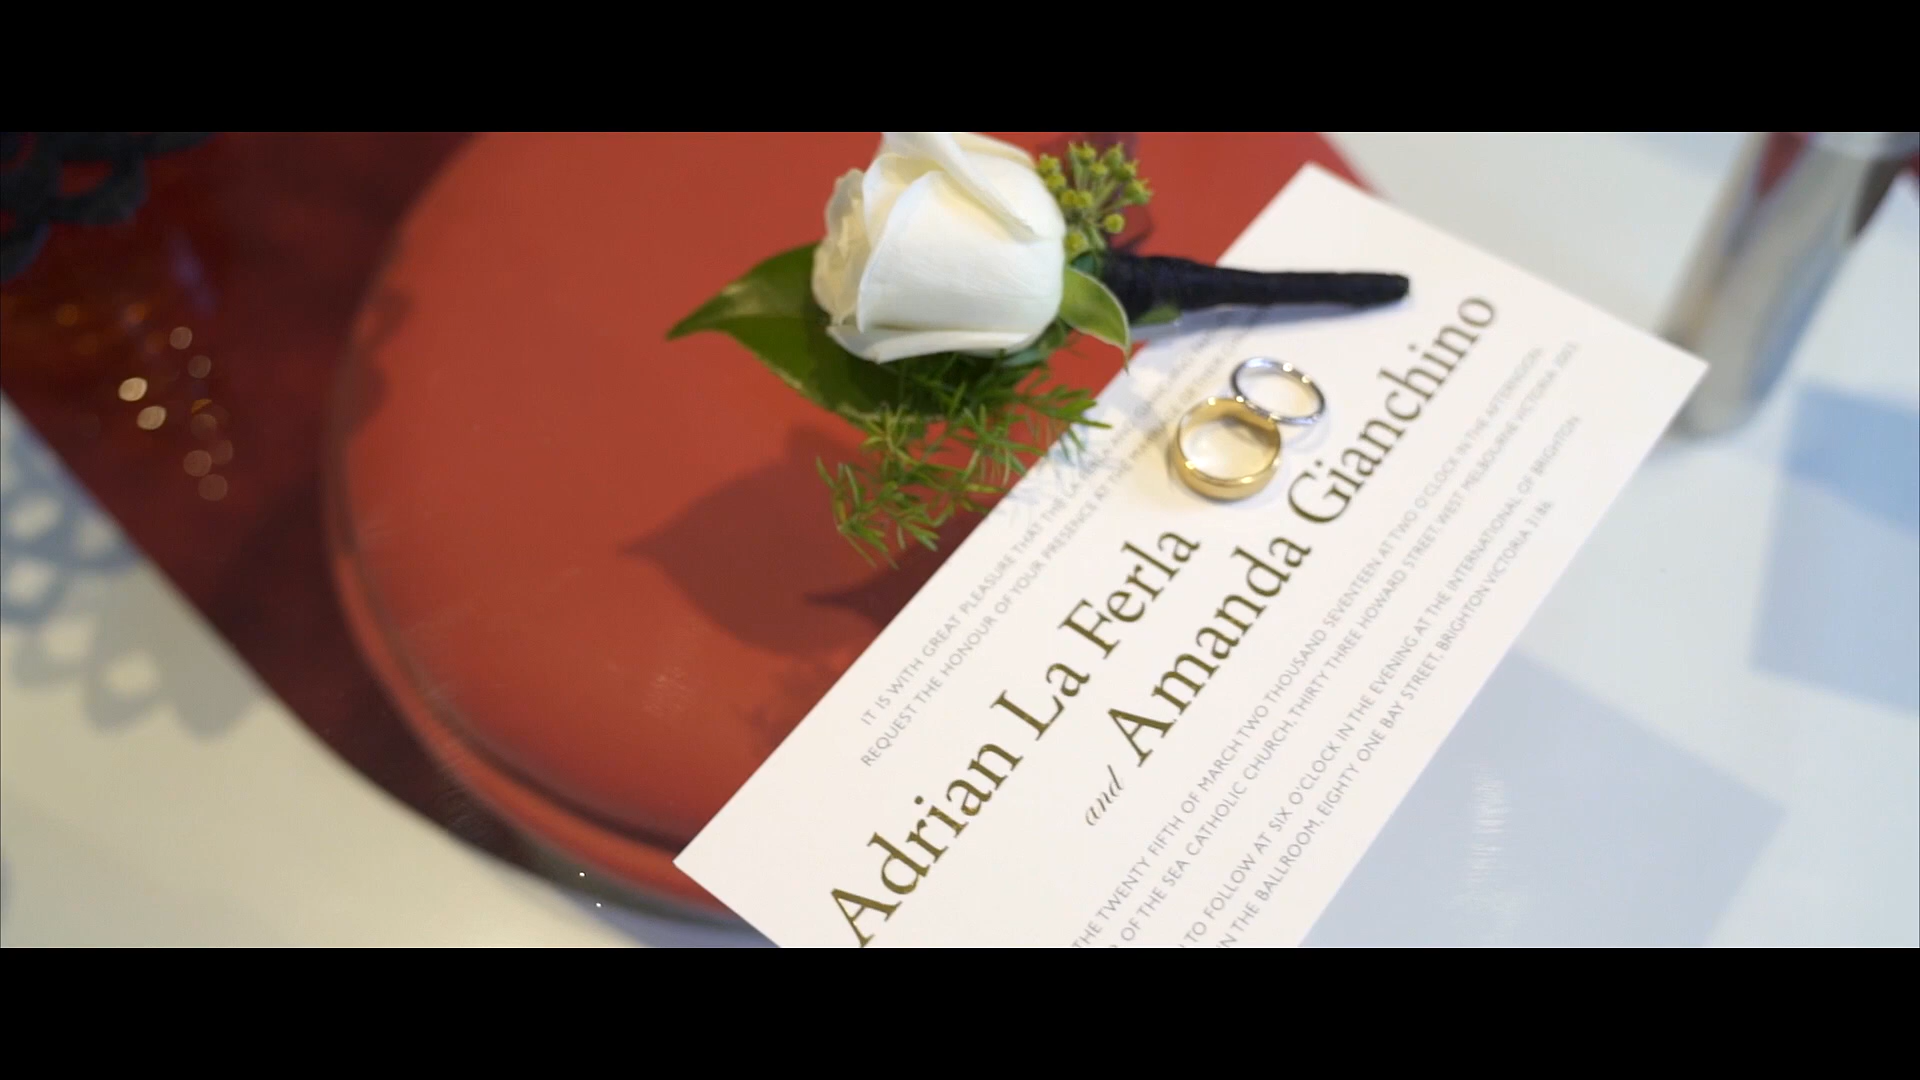 IT IS WITH GREAT PLEASURE THAT THE LA
REQUEST THE HONOUR OF YOUR PRESENCE AT THE
Adrian La Ferla
and
Amanda Gianchino
THE TWENTY FIFTH OF MARCH TWO THOUSAND SEVENTEEN AT TWO O'CLOCK IN THE AFTERNOON
OF THE SEA CATHOLIC CHURCH, THIRTY THREE HOWARD STREET WEST MELBOURNE VICTORIA 3003
TO FOLLOW AT SIX O'CLOCK IN THE EVENING AT THE INTERNATIONAL OF BRIGHTON
IN THE BALLROOM, EIGHTY ONE BAY STREET, BRIGHTON VICTORIA 3186